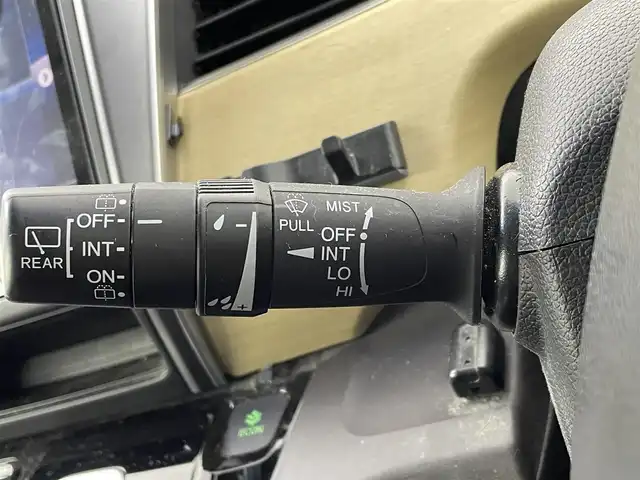 OFF
INT
REAR
ON
-
+
PULL
MIST
OFF
INT
LO
HI
ECON